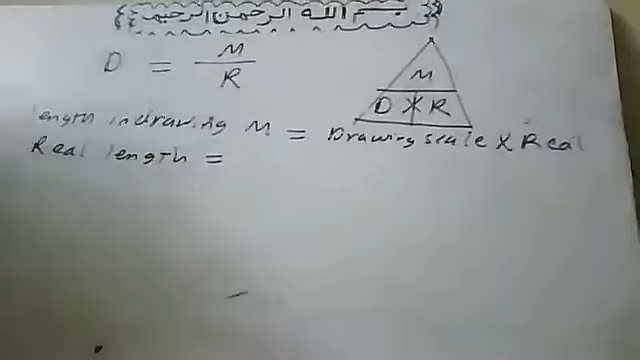 بسم الله الرحمن الرحيم
D = M / R
M
D * R
length in drawing M = Drawing scale X Real
Real length =